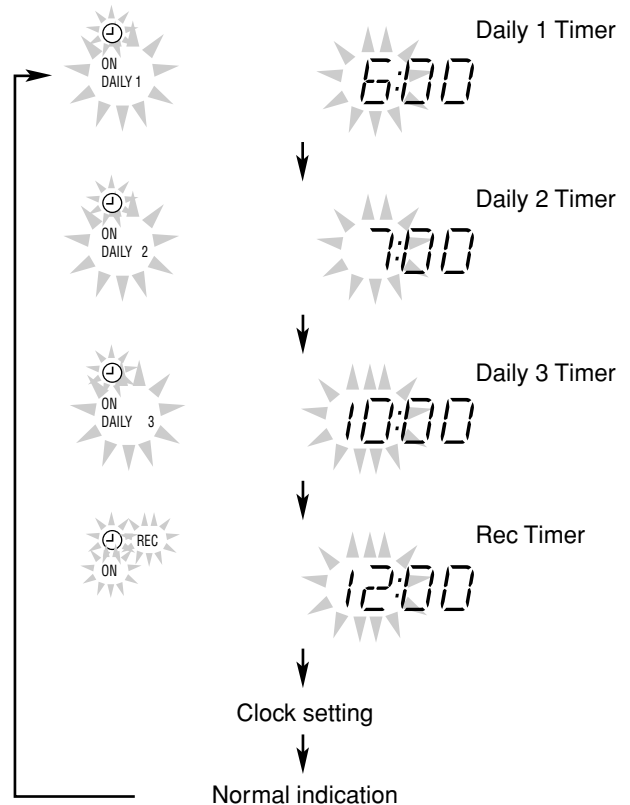 Daily 1 Timer
ON
DAILY 1
6:00
Daily 2 Timer
ON
DAILY 2
7:00
Daily 3 Timer
ON
DAILY 3
10:00
Rec Timer
REC
ON
12:00
Clock setting
Normal indication